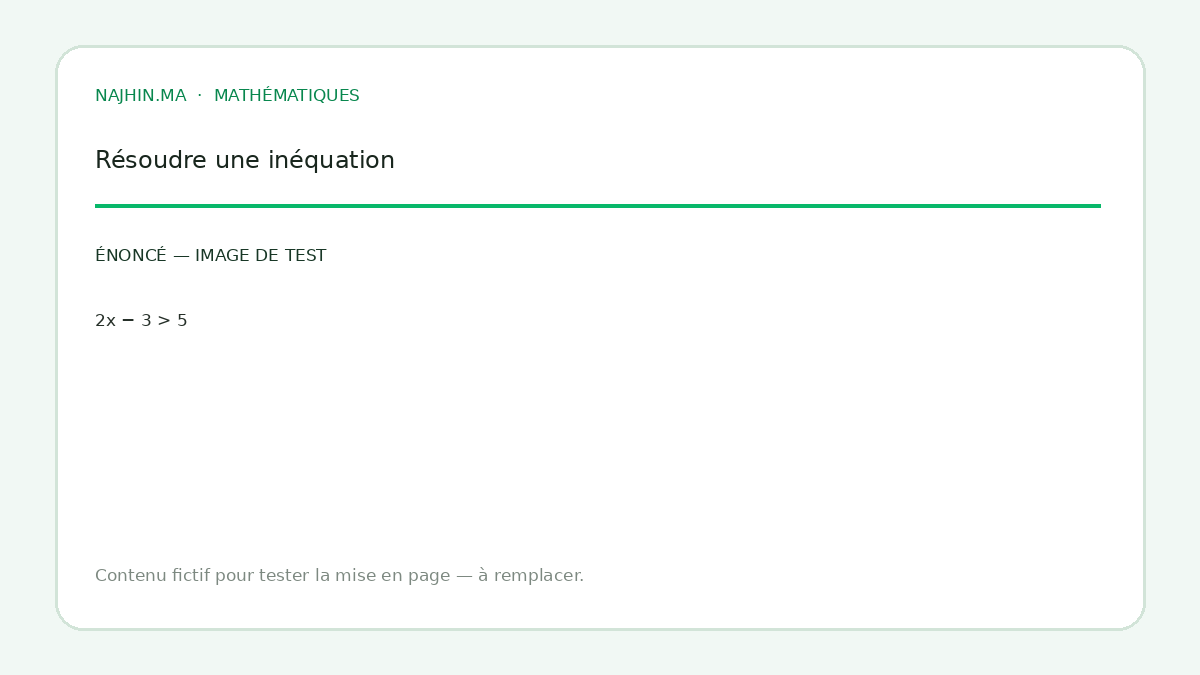 NAJHIN.MA · MATHÉMATIQUES
Résoudre une inéquation
ÉNONCÉ — IMAGE DE TEST
2x − 3 > 5
Contenu fictif pour tester la mise en page — à remplacer.